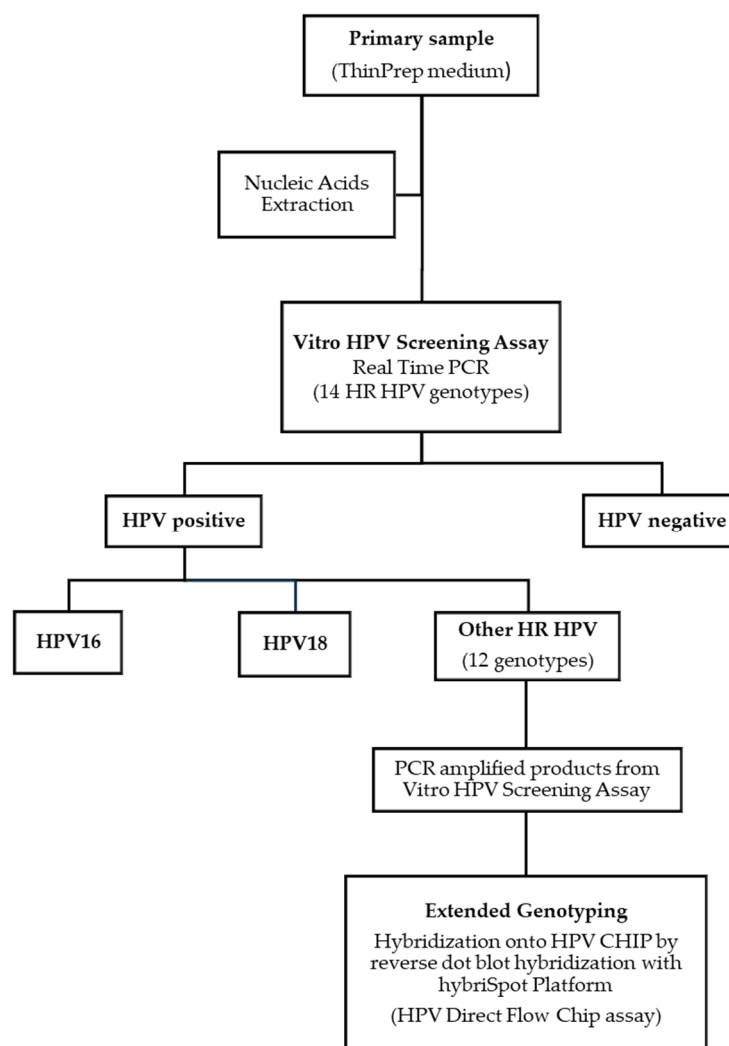 Primary sample
(ThinPrep medium)
Nucleic Acids
Extraction
Vitro HPV Screening Assay
Real Time PCR
(14 HR HPV genotypes)
HPV positive
HPV negative
HPV16
HPV18
Other HR HPV
(12 genotypes)
PCR amplified products from
Vitro HPV Screening Assay
Extended Genotyping
Hybridization onto HPV CHIP by
reverse dot blot hybridization with
hybriSpot Platform
(HPV Direct Flow Chip assay)